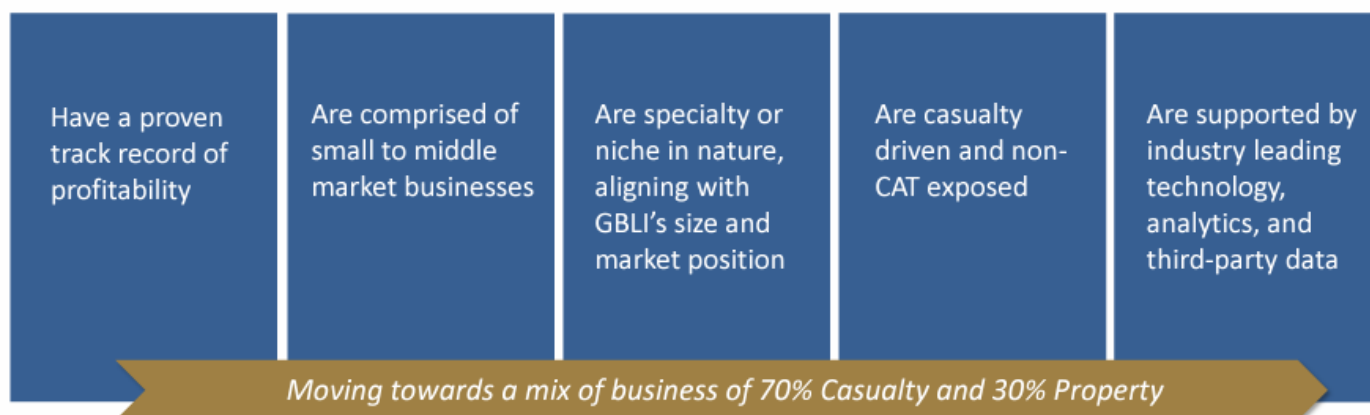 Have a proven
track record of
profitability
Are comprised of
small to middle
market businesses
Are specialty or
niche in nature,
aligning with
GBLI's size and
market position
Are casualty
driven and non-
CAT exposed
Are supported by
industry leading
technology,
analytics, and
third-party data
Moving towards a mix of business of 70% Casualty and 30% Property